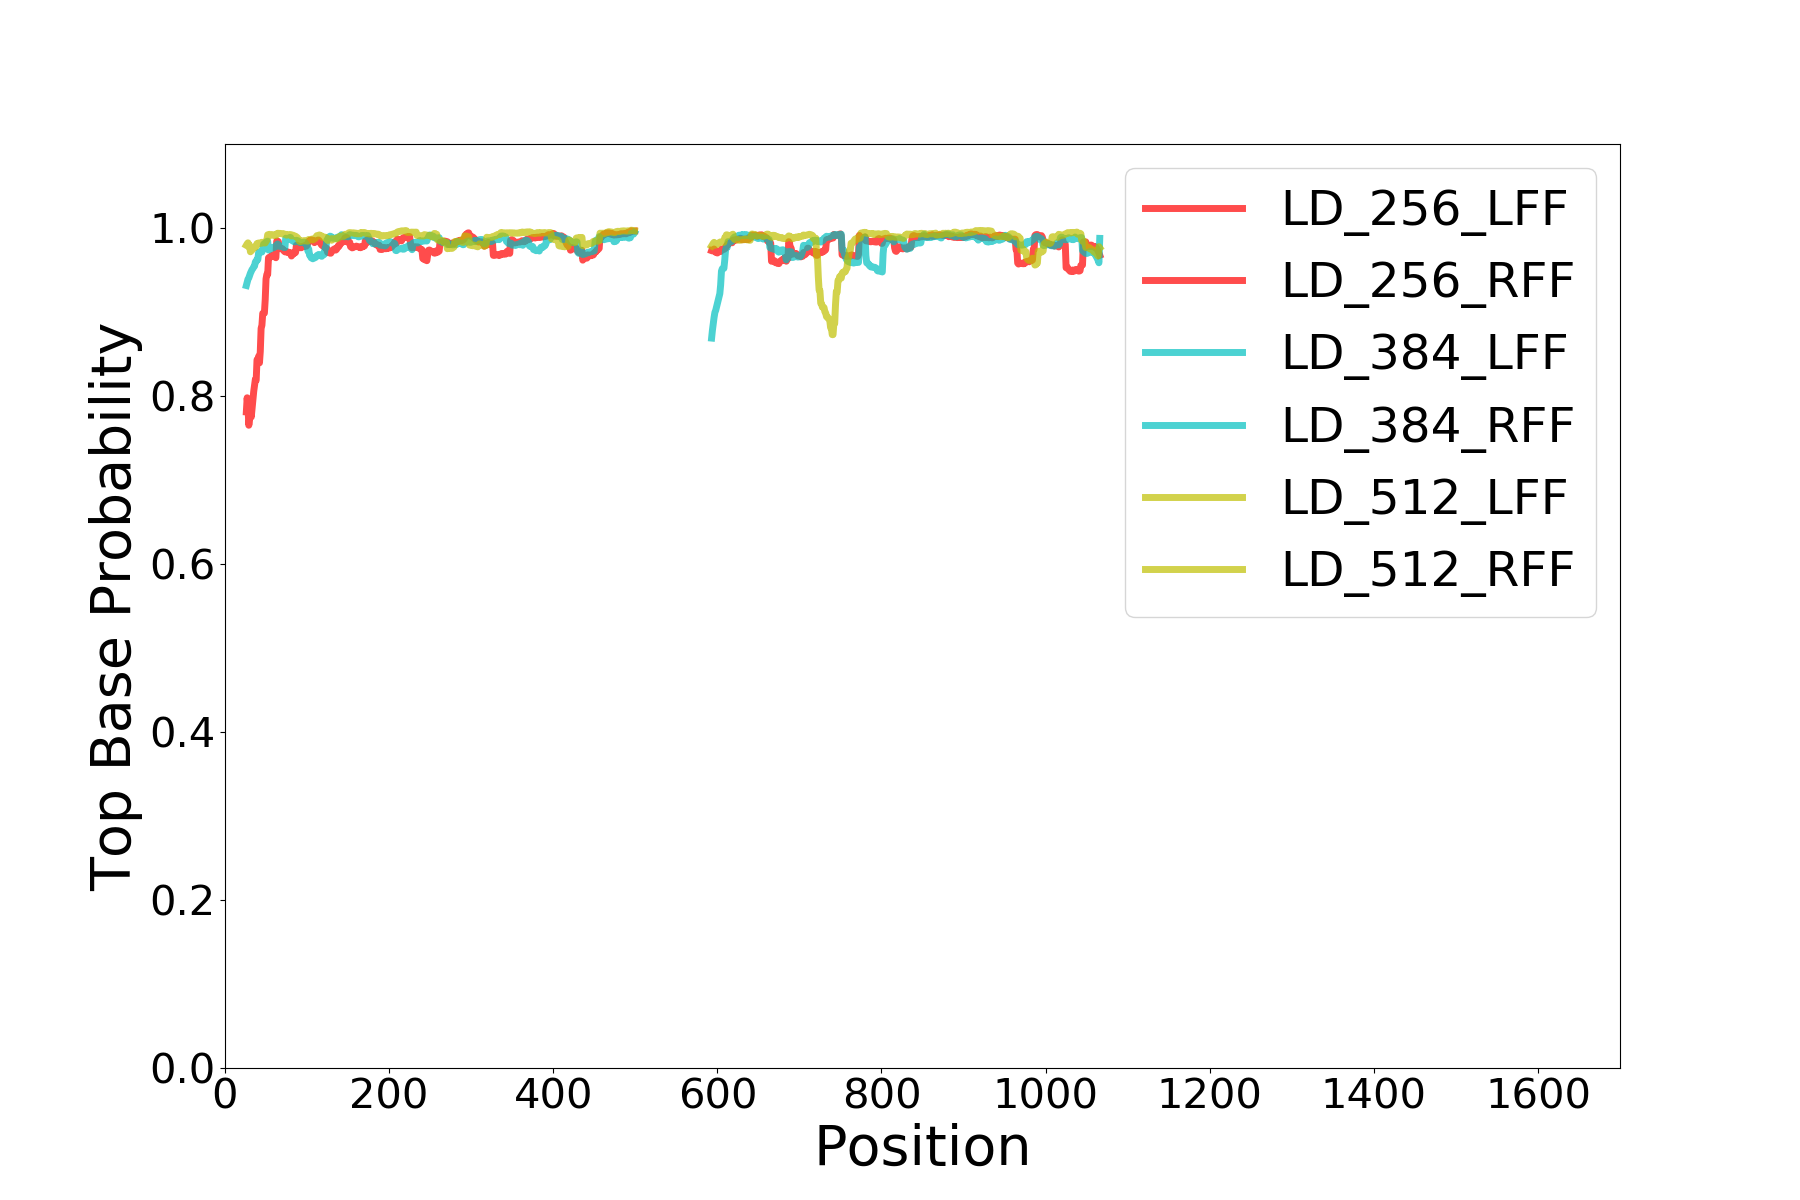 1.0
0.8
0.6
0.4
0.2
0.0
Top Base Probability
0 200 400 600 800 1000 1200 1400 1600
Position
LD_256_LFF
LD_256_RFF
LD_384_LFF
LD_384_RFF
LD_512_LFF
LD_512_RFF